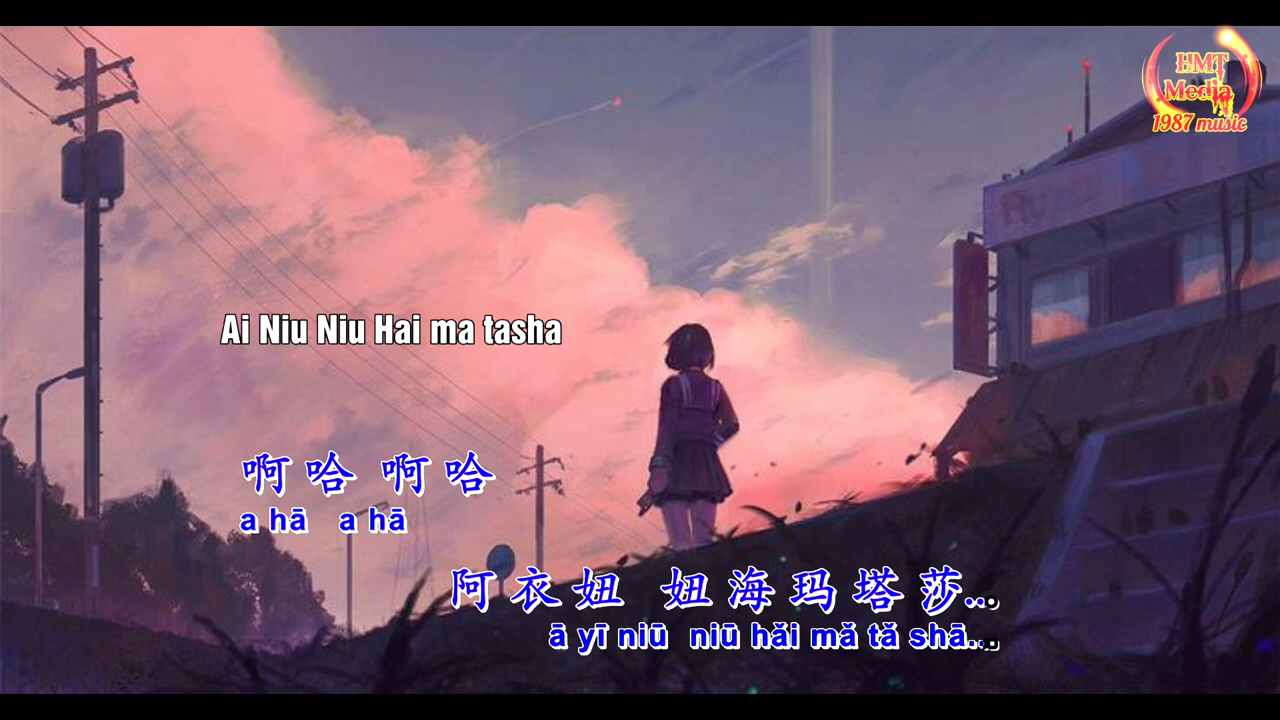 HMT
Media
1987 music
Ai Niu Niu Hai ma tasha
啊 哈 啊 哈
a hā a hā
阿 衣 妞 妞 海 玛 塔 莎...
ā yī niū niū hǎi mǎ tǎ shā...